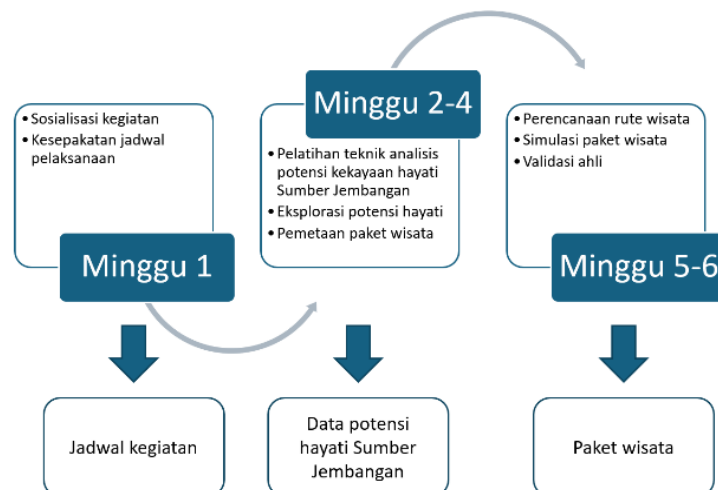 • Sosialisasi kegiatan
• Kesepakatan jadwal
pelaksanaan
Minggu 1
Jadwal kegiatan
Minggu 2-4
• Pelatihan teknik analisis
potensi kekayaan hayati
Sumber Jembangan
• Eksplorasi potensi hayati
• Pemetaan paket wisata
Data potensi
hayati Sumber
Jembangan
• Perencanaan rute wisata
• Simulasi paket wisata
• Validasi ahli
Minggu 5-6
Paket wisata